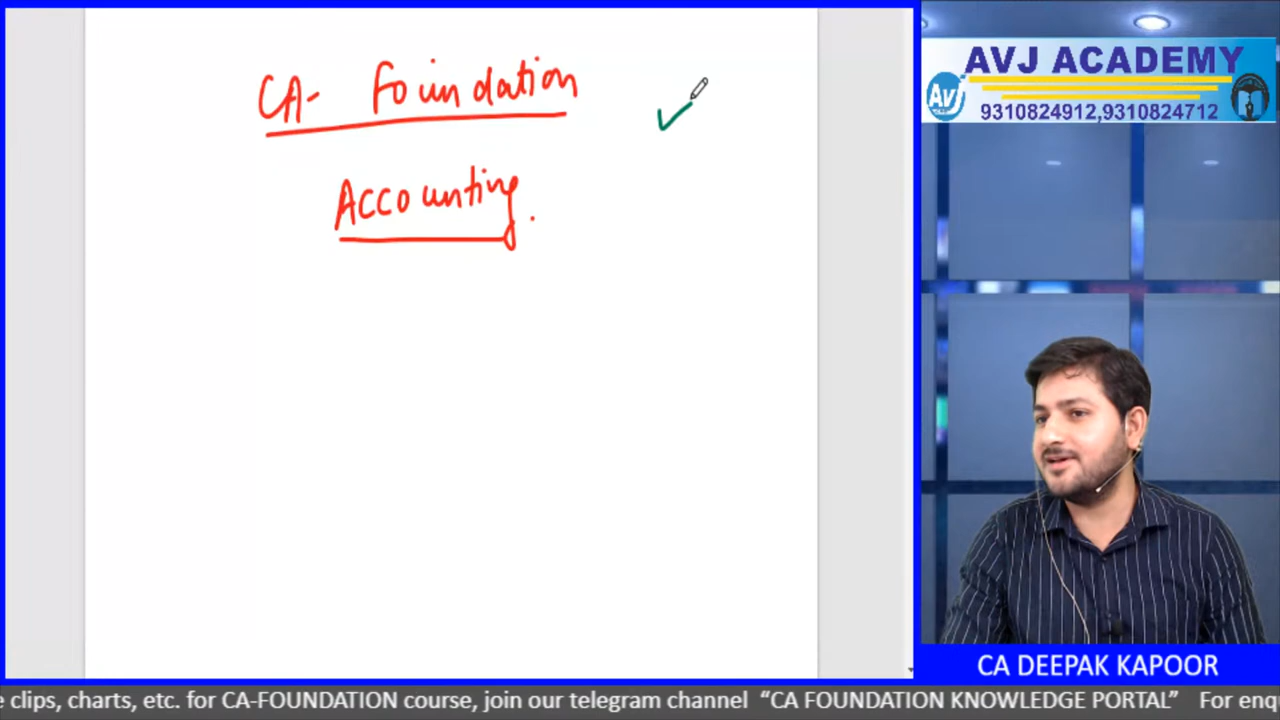 CA- Foundation
Accounting.
AVJ ACADEMY
AVJ
9310824912,9310824712
CA DEEPAK KAPOOR
e clips, charts, etc. for CA-FOUNDATION course, join our telegram channel “CA FOUNDATION KNOWLEDGE PORTAL” For enq